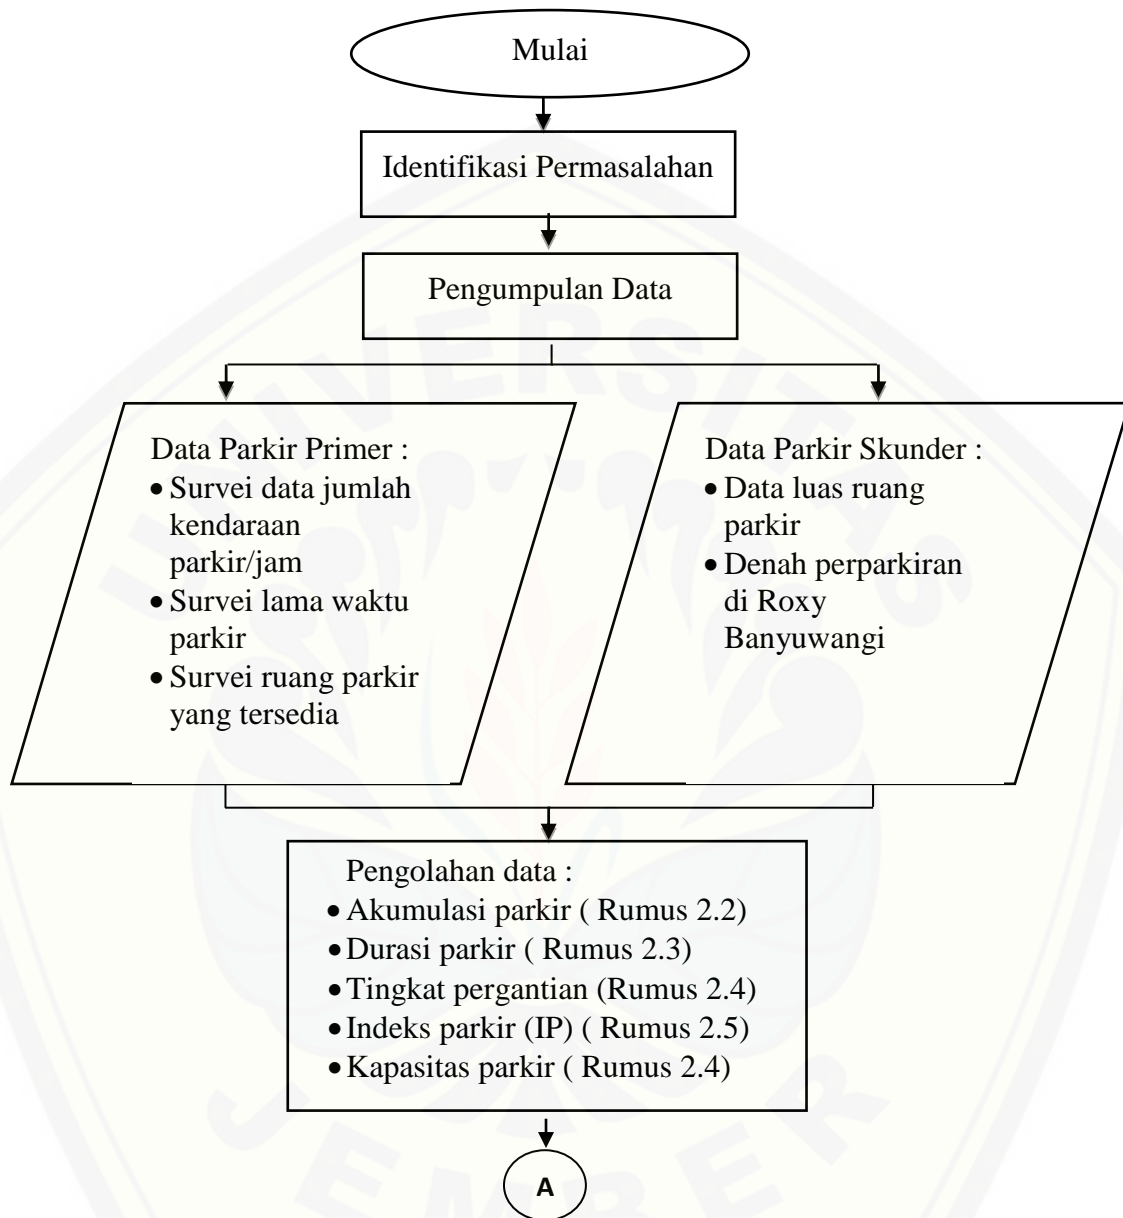 Mulai
Identifikasi Permasalahan
Pengumpulan Data
Data Parkir Primer :
• Survei data jumlah
kendaraan
parkir/jam
• Survei lama waktu
parkir
• Survei ruang parkir
yang tersedia
Data Parkir Skunder :
• Data luas ruang
parkir
• Denah perparkiran
di Roxy
Banyuwangi
Pengolahan data :
• Akumulasi parkir ( Rumus 2.2)
• Durasi parkir ( Rumus 2.3)
• Tingkat pergantian (Rumus 2.4)
• Indeks parkir (IP) ( Rumus 2.5)
• Kapasitas parkir ( Rumus 2.4)
A
UNIVERSITAS
JEMBER